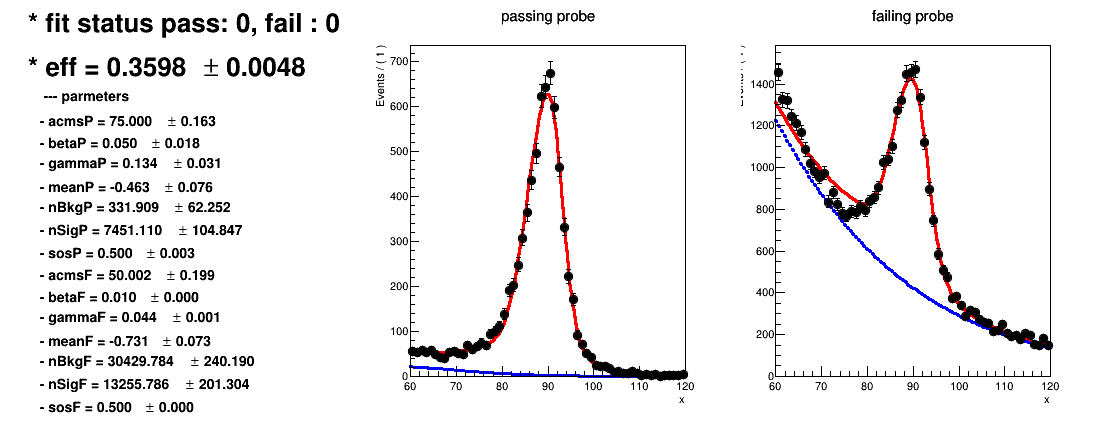 * fit status pass: 0, fail : 0
* eff = 0.3598 ± 0.0048
--- parmeters
- acmsP = 75.000 ± 0.163
- betaP = 0.050 ± 0.018
- gammaP = 0.134 ± 0.031
- meanP = -0.463 ± 0.076
- nBkgP = 331.909 ± 62.252
- nSigP = 7451.110 ± 104.847
- sosP = 0.500 ± 0.003
- acmsF = 50.002 ± 0.199
- betaF = 0.010 ± 0.000
- gammaF = 0.044 ± 0.001
- meanF = -0.731 ± 0.073
- nBkgF = 30429.784 ± 240.190
- nSigF = 13255.786 ± 201.304
- sosF = 0.500 ± 0.000
passing probe
Events / ( 1 )
700
600
500
400
300
200
100
0
60 70 80 90 100 110 120
x
failing probe
1400
1200
1000
800
600
400
200
0
60 70 80 90 100 110 120
x